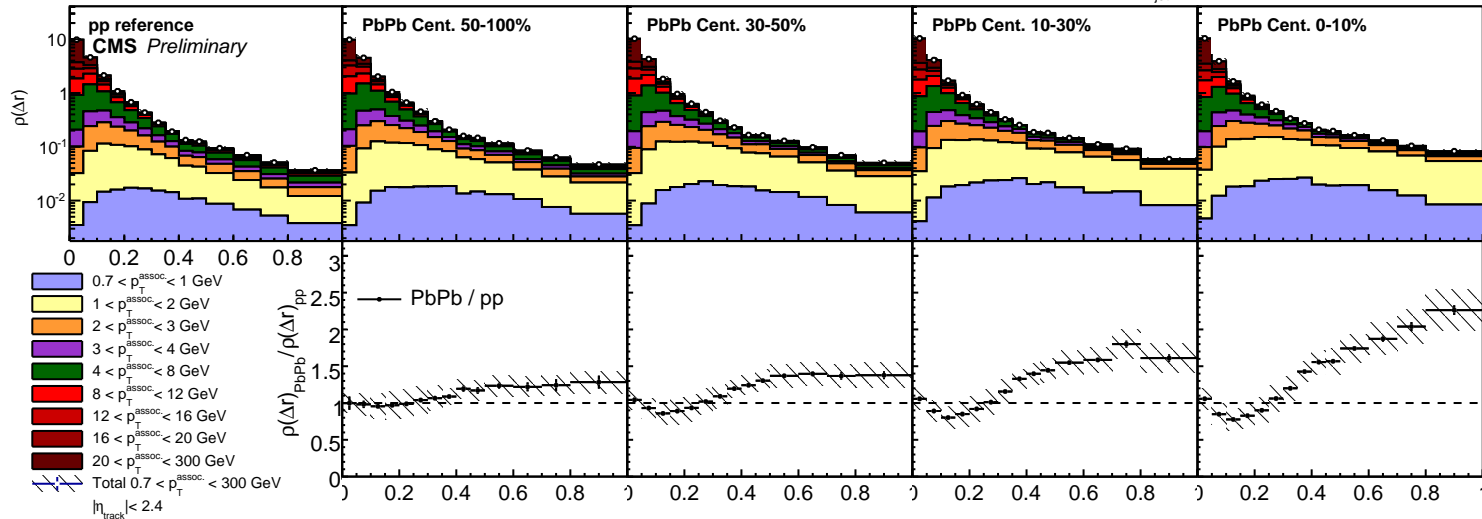 pp reference
CMS Preliminary
PbPb Cent. 50-100%
PbPb Cent. 30-50%
PbPb Cent. 10-30%
PbPb Cent. 0-10%
ρ(Δr)
10
1
10⁻¹
10⁻²
0 0.2 0.4 0.6 0.8
0.7 < p_T^assoc. < 1 GeV
1 < p_T^assoc. < 2 GeV
2 < p_T^assoc. < 3 GeV
3 < p_T^assoc. < 4 GeV
4 < p_T^assoc. < 8 GeV
8 < p_T^assoc. < 12 GeV
12 < p_T^assoc. < 16 GeV
16 < p_T^assoc. < 20 GeV
20 < p_T^assoc. < 300 GeV
Total 0.7 < p_T^assoc. < 300 GeV
|η_track| < 2.4
ρ(Δr)_PbPb/ρ(Δr)_pp
3
2.5
2
1.5
1
0.5
0
PbPb / pp
0 0.2 0.4 0.6 0.8
0.2 0.4 0.6 0.8
0.2 0.4 0.6 0.8
0.2 0.4 0.6 0.8 1